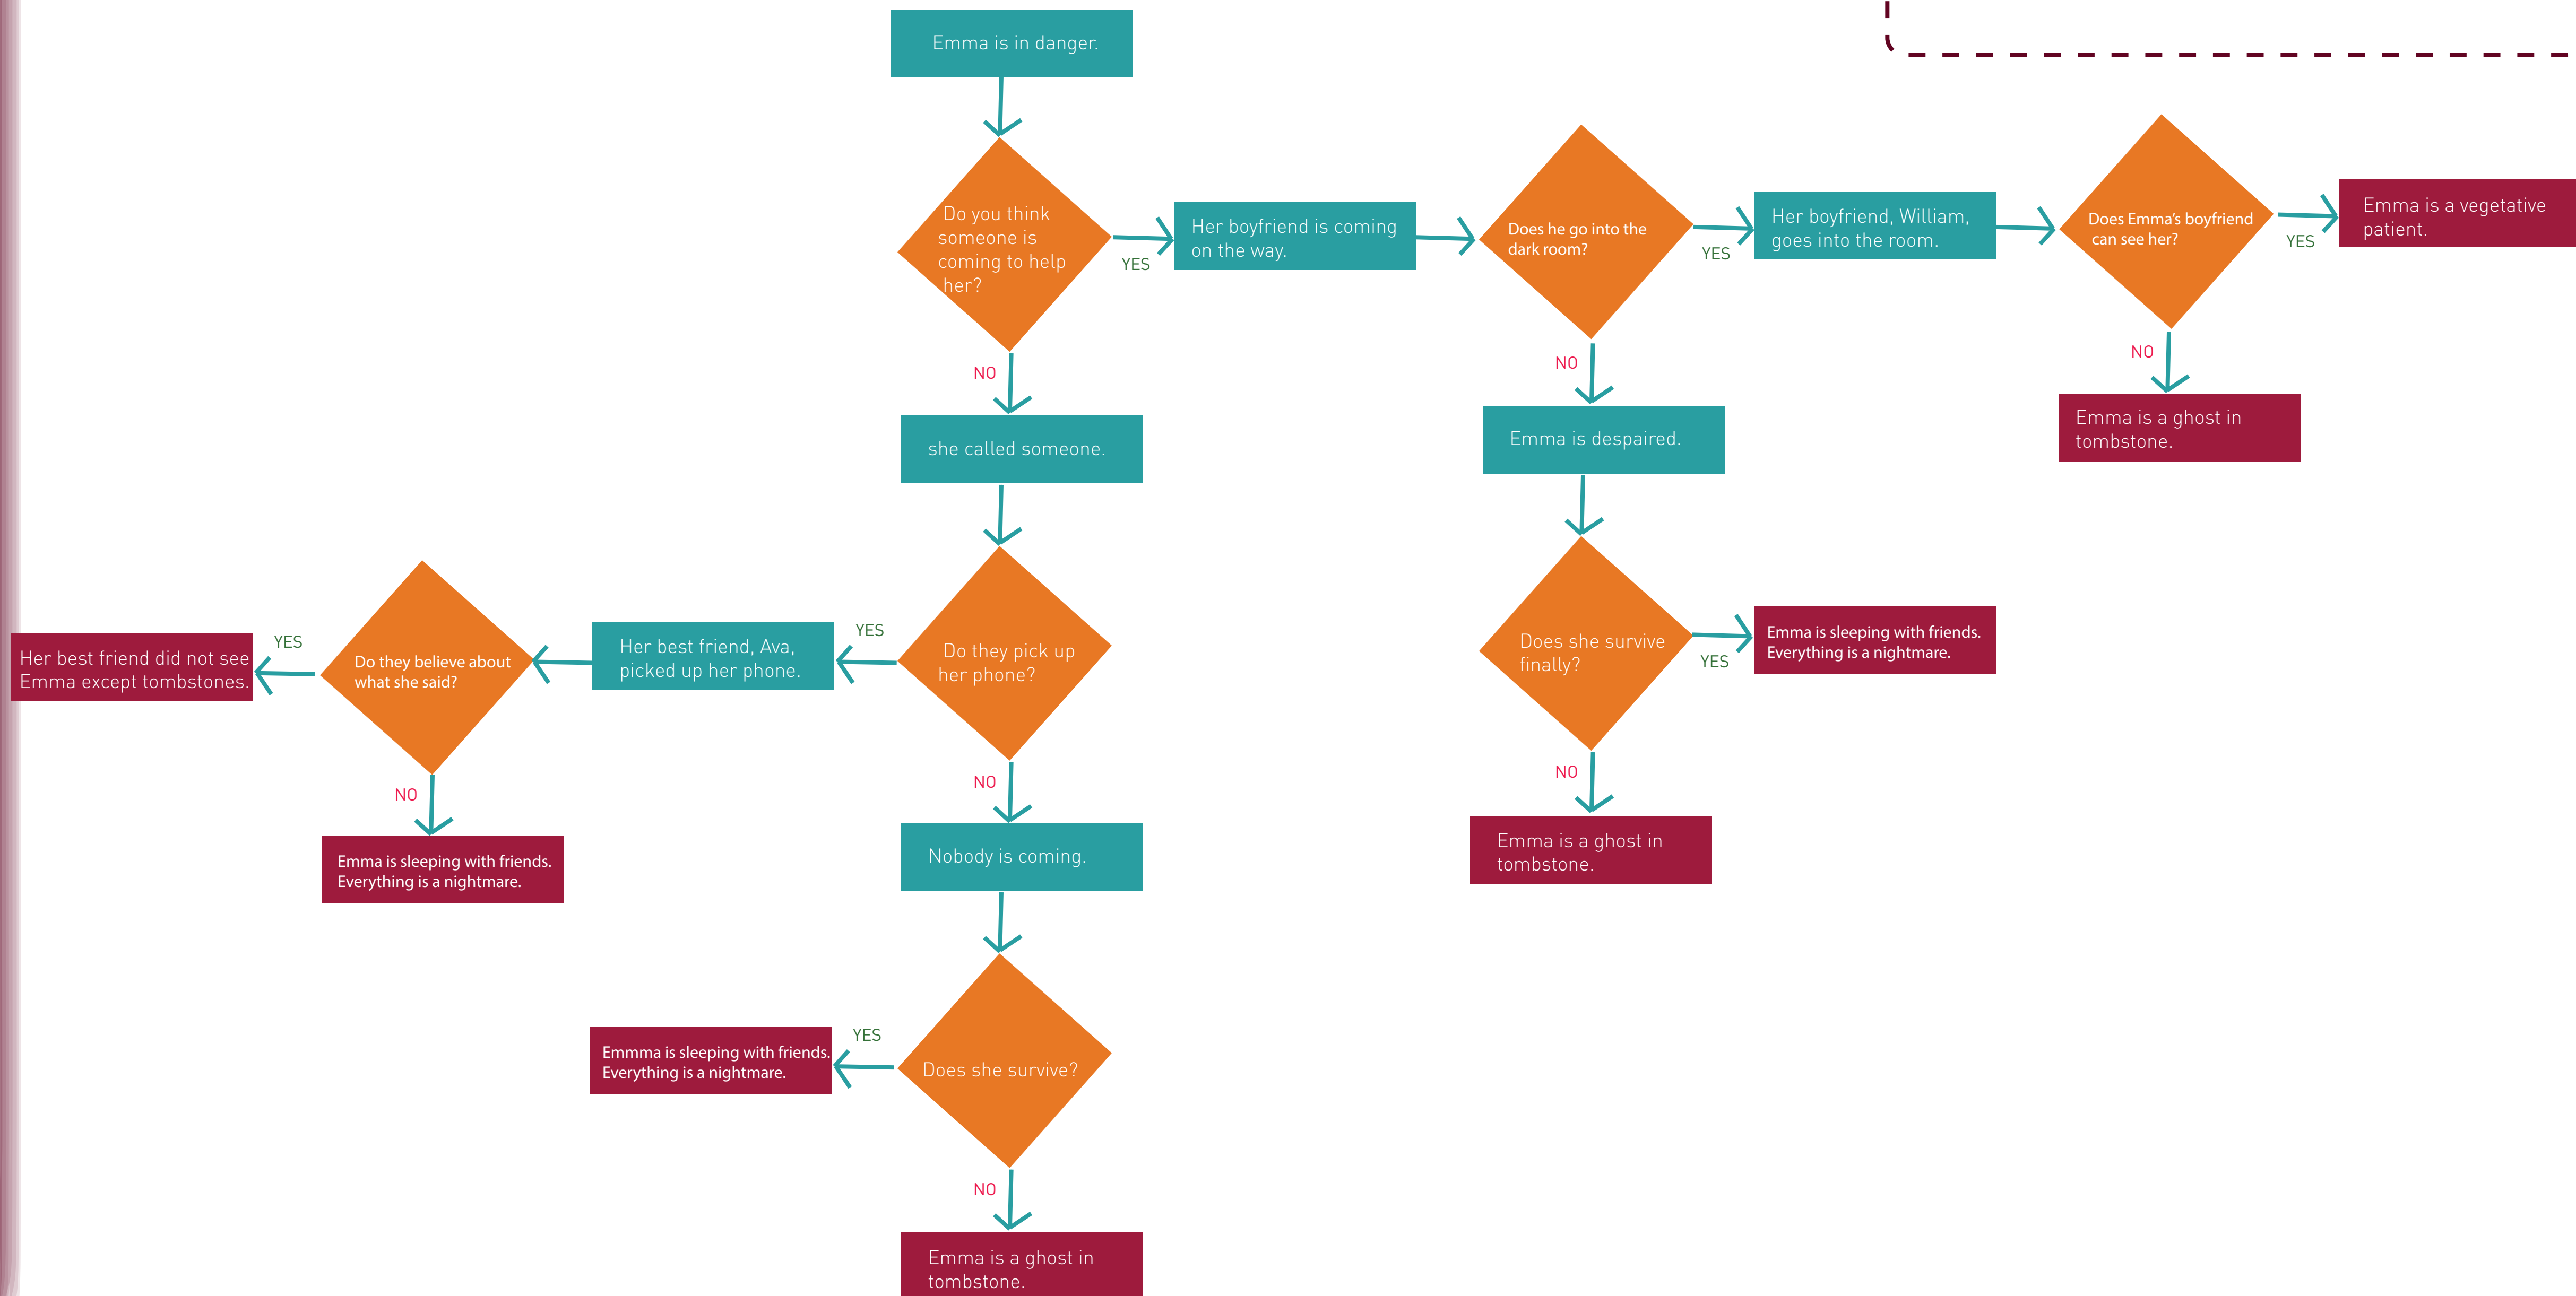 Emma is in danger.
Do you think
someone is
coming to help
her?
YES
Her boyfriend is coming
on the way.
Does he go into the
dark room?
YES
Her boyfriend, William,
goes into the room.
Does Emma's boyfriend
can see her?
YES
Emma is a vegetative
patient.
NO
Emma is a ghost in
tombstone.
NO
Emma is despaired.
Does she survive
finally?
YES
Emma is sleeping with friends.
Everything is a nightmare.
NO
Emma is a ghost in
tombstone.
NO
she called someone.
Do they pick up
her phone?
YES
Her best friend, Ava,
picked up her phone.
Do they believe about
what she said?
YES
Her best friend did not see
Emma except tombstones.
NO
Emma is sleeping with friends.
Everything is a nightmare.
NO
Nobody is coming.
Does she survive?
YES
Emmma is sleeping with friends.
Everything is a nightmare.
NO
Emma is a ghost in
tombstone.